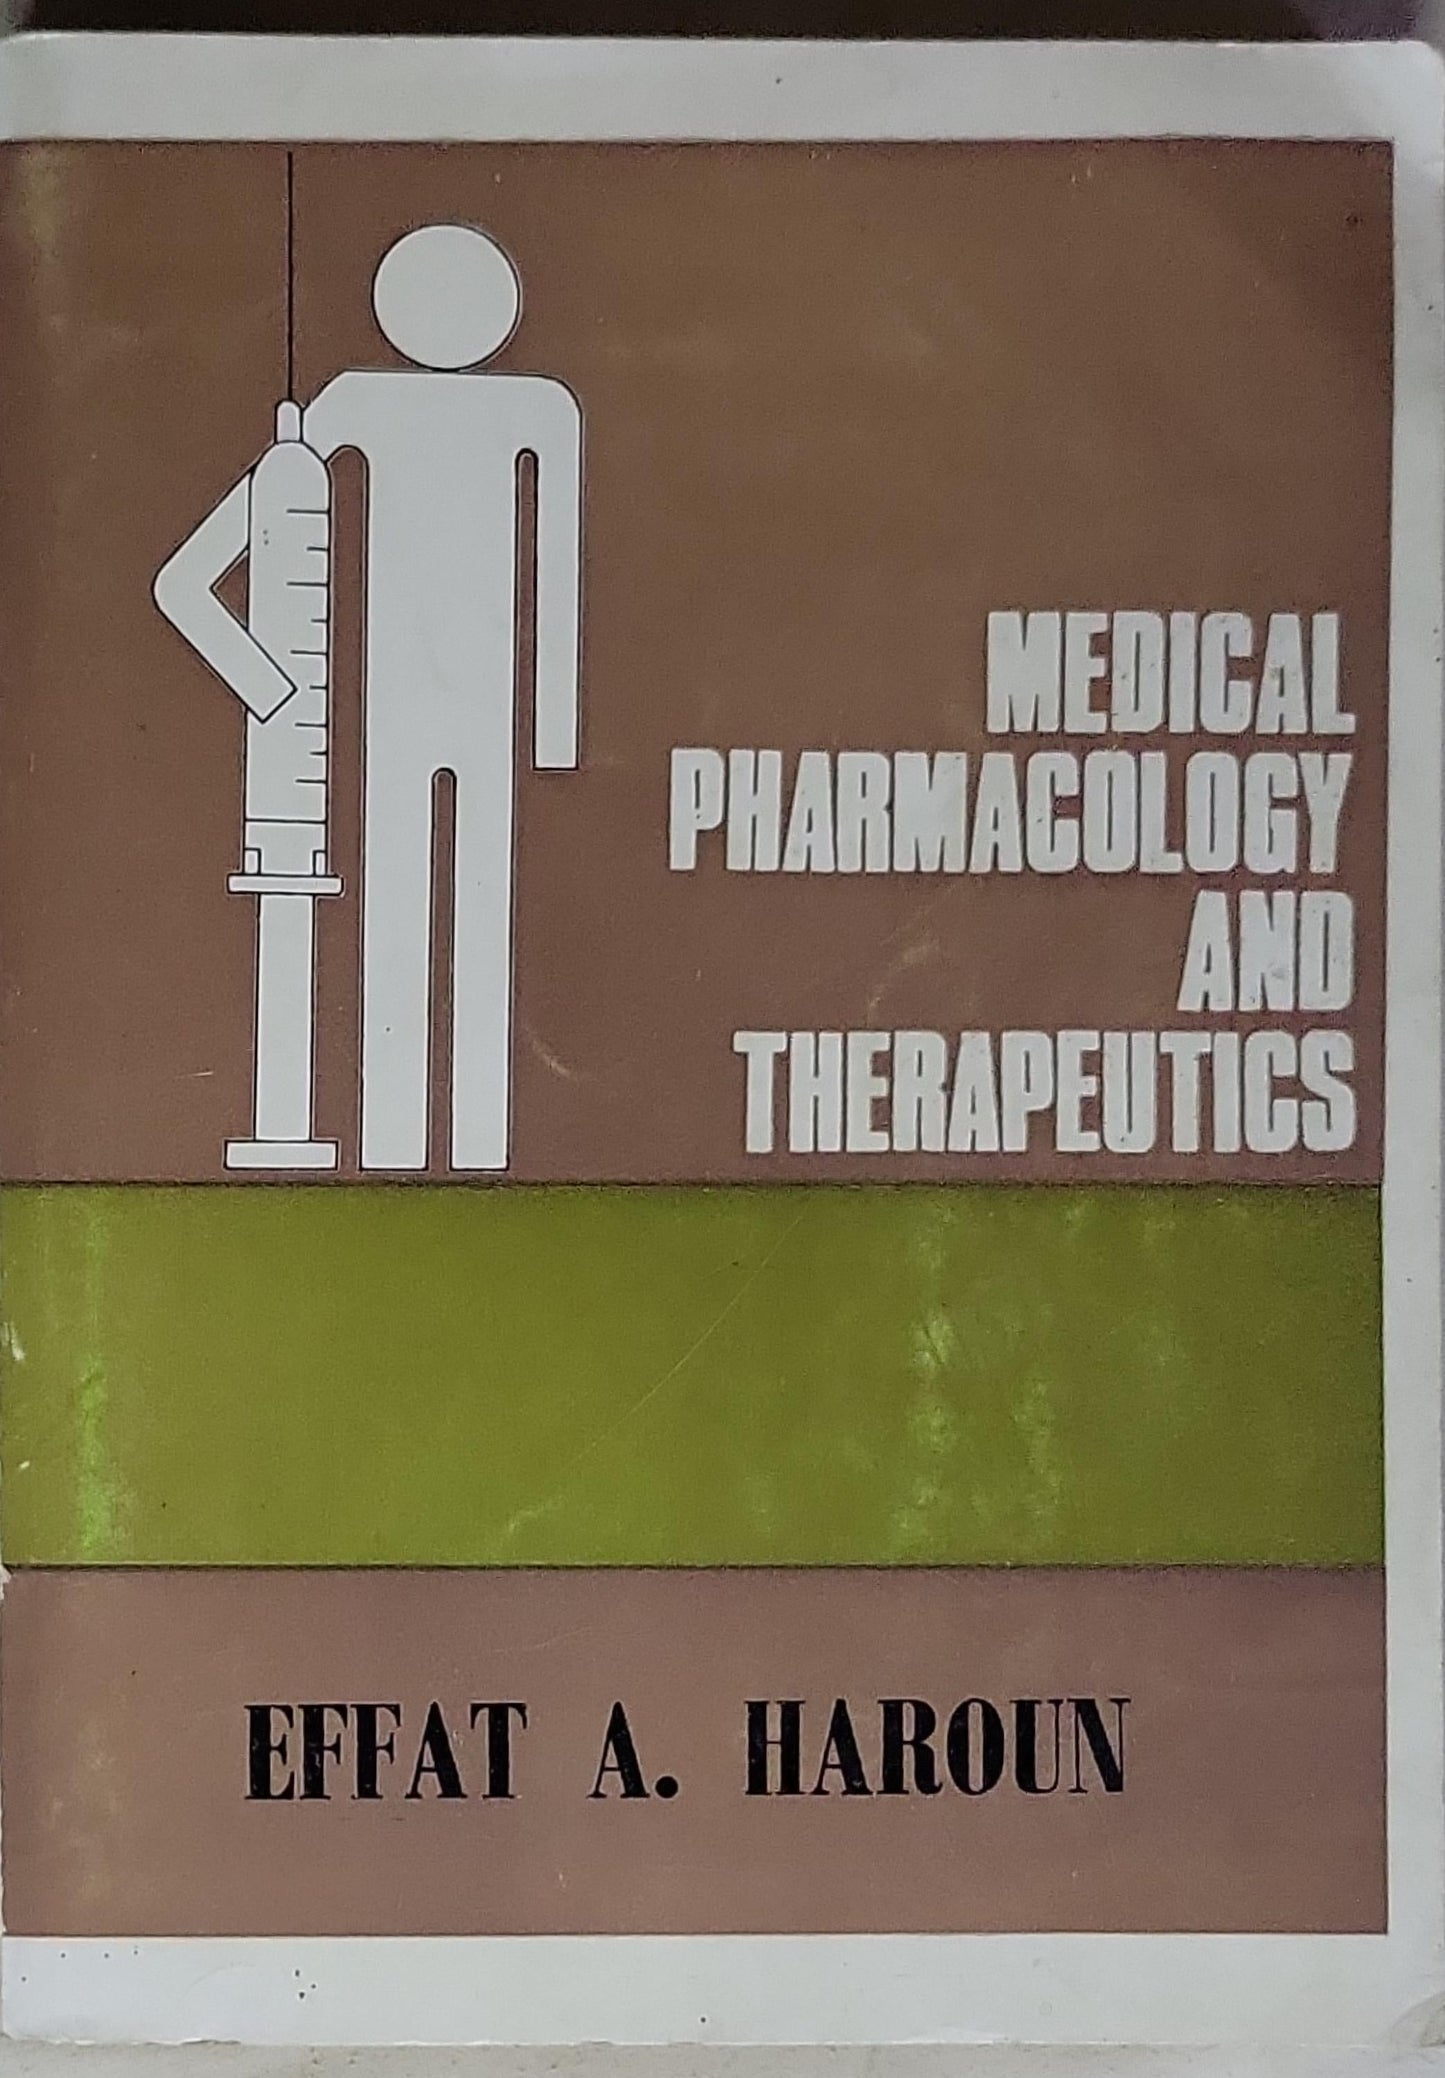 MEDICAL
PHARMACOLOGY
AND
THERAPEUTICS
EFFAT A. HAROUN